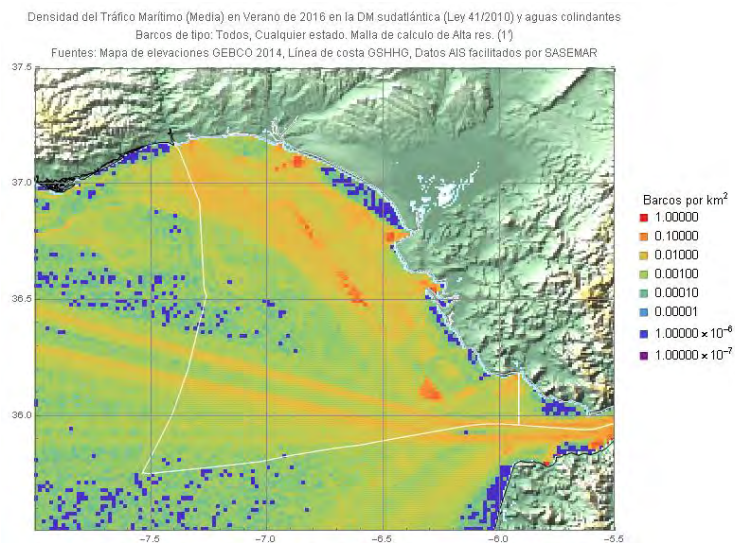 Densidad del Tráfico Marítimo (Media) en Verano de 2016 en la DM sudatlántica (Ley 41/2010) y aguas colindantes
Barcos de tipo: Todos, Cualquier estado. Malla de calculo de Alta res. (1')
Fuentes: Mapa de elevaciones GEBCO 2014, Línea de costa GSHHG, Datos AIS facilitados por SASEMAR
37.5
37.0
36.5
36.0
-7.5
-7.0
-6.5
-6.0
-5.5
Barcos por km²
1.00000
0.10000
0.01000
0.00100
0.00010
0.00001
1.00000 × 10⁻⁶
1.00000 × 10⁻⁷